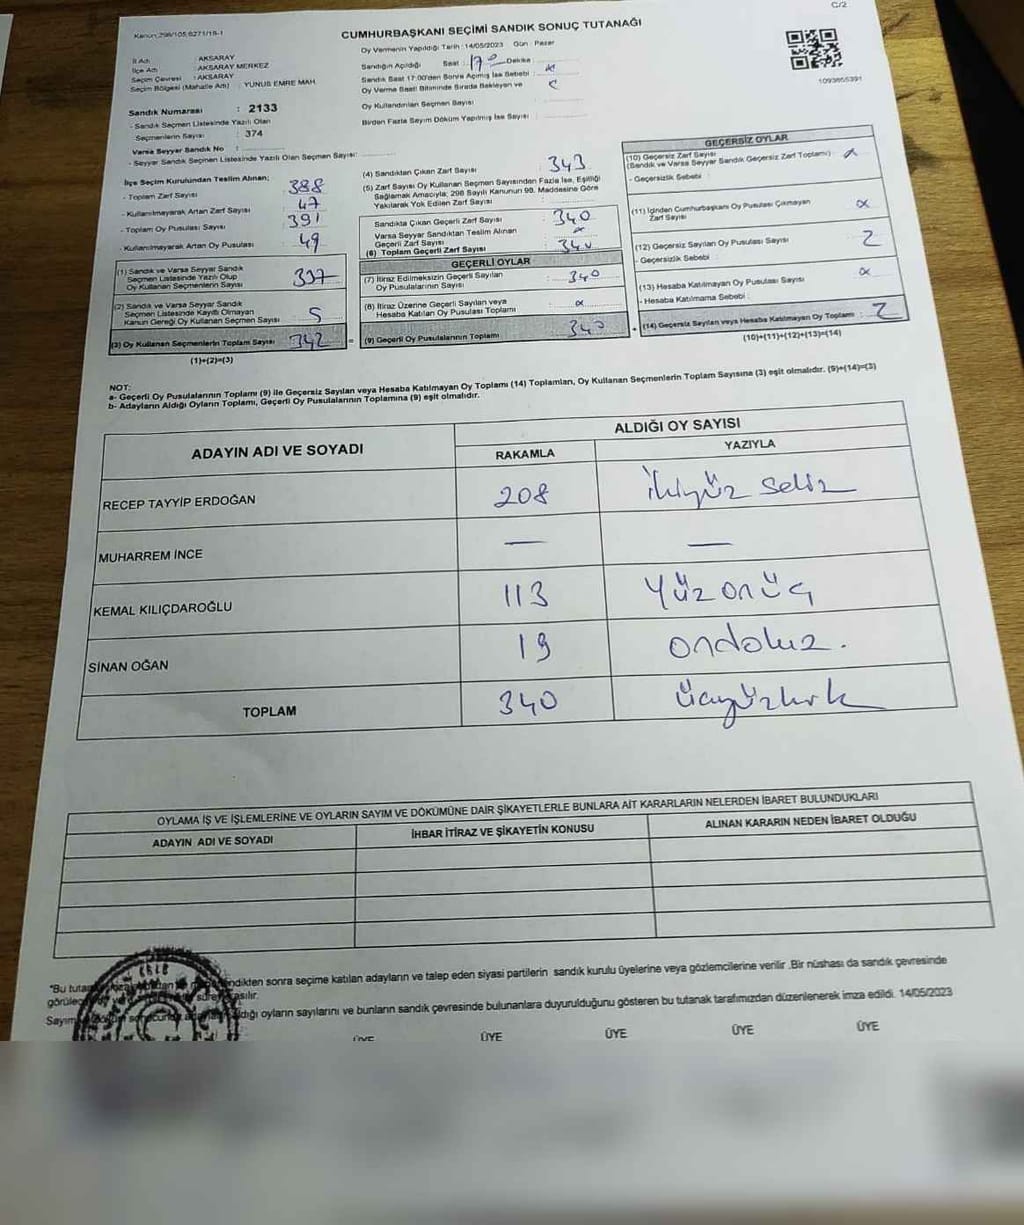 C/2
Kanun:298/105,6271/18-1
CUMHURBAŞKANI SEÇİMİ SANDIK SONUÇ TUTANAĞI
Oy Vermenin Yapıldığı Tarih : 14/05/2023 Gün : Pazar
İl Adı : AKSARAY
İlçe Adı : AKSARAY MERKEZ
Seçim Çevresi : AKSARAY
Seçim Bölgesi (Mahalle Adı) : YUNUS EMRE MAH.
Sandığın Açıldığı Saat : 17 Dakika :
Sandık Saat 17:00'den Sonra Açılmış İse Sebebi :
Oy Verme Saati Bitiminde Sırada Bekleyen ve
Oy Kullandırılan Seçmen Sayısı :
Birden Fazla Sayım Döküm Yapılmış İse Sayısı :
1093655391
Sandık Numarası : 2133
- Sandık Seçmen Listesinde Yazılı Olan
Seçmenlerin Sayısı : 374
Varsa Seyyar Sandık No :
- Seyyar Sandık Seçmen Listesinde Yazılı Olan Seçmen Sayısı:
İlçe Seçim Kurulundan Teslim Alınan;
- Toplam Zarf Sayısı : 388
- Kullanılmayarak Artan Zarf Sayısı : 47
- Toplam Oy Pusulası Sayısı : 391
- Kullanılmayarak Artan Oy Pusulası : 49
(1) Sandık ve Varsa Seyyar Sandık
Seçmen Listesinde Yazılı Olup
Oy Kullanan Seçmenlerin Sayısı : 337
(2) Sandık ve Varsa Seyyar Sandık
Seçmen Listesinde Kayıtlı Olmayan
Kanun Gereği Oy Kullanan Seçmen Sayısı : 5
(3) Oy Kullanan Seçmenlerin Toplam Sayısı : 342
(1)+(2)=(3)
(4) Sandıktan Çıkan Zarf Sayısı : 343
(5) Zarf Sayısı Oy Kullanan Seçmen Sayısından Fazla İse, Eşitliği
Sağlamak Amacıyla; 298 Sayılı Kanunun 98. Maddesine Göre
Yakılarak Yok Edilen Zarf Sayısı :
Sandıkta Çıkan Geçerli Zarf Sayısı : 340
Varsa Seyyar Sandıktan Teslim Alınan
Geçerli Zarf Sayısı :
(6) Toplam Geçerli Zarf Sayısı : 340
GEÇERLİ OYLAR
(7) İtiraz Edilmeksizin Geçerli Sayılan
Oy Pusulalarının Sayısı : 340
(8) İtiraz Üzerine Geçerli Sayılan veya
Hesaba Katılan Oy Pusulası Toplamı :
(9) Geçerli Oy Pusulalarının Toplamı : 340
GEÇERSİZ OYLAR
(10) Geçersiz Zarf Sayısı
(Sandık ve Varsa Seyyar Sandık Geçersiz Zarf Toplamı) :
- Geçersizlik Sebebi :
(11) İçinden Cumhurbaşkanı Oy Pusulası Çıkmayan
Zarf Sayısı :
(12) Geçersiz Sayılan Oy Pusulası Sayısı : 2
- Geçersizlik Sebebi :
(13) Hesaba Katılmayan Oy Pusulası Sayısı :
- Hesaba Katılmama Sebebi :
(14) Geçersiz Sayılan veya Hesaba Katılmayan Oy Toplamı : 2
(10)+(11)+(12)+(13)=(14)
NOT:
a- Geçerli Oy Pusulalarının Toplamı (9) ile Geçersiz Sayılan veya Hesaba Katılmayan Oy Toplamı (14) Toplamları, Oy Kullanan Seçmenlerin Toplam Sayısına (3) eşit olmalıdır. (9)+(14)=(3)
b- Adayların Aldığı Oyların Toplamı, Geçerli Oy Pusulalarının Toplamına (9) eşit olmalıdır.
ADAYIN ADI VE SOYADI
ALDIĞI OY SAYISI
RAKAMLA YAZIYLA
RECEP TAYYİP ERDOĞAN 208 ikiyüz sekiz
MUHARREM İNCE — —
KEMAL KILIÇDAROĞLU 113 Yüz onüç
SİNAN OĞAN 19 ondokuz.
TOPLAM 340 üçyüzkırk
OYLAMA İŞ VE İŞLEMLERİNE VE OYLARIN SAYIM VE DÖKÜMÜNE DAİR ŞİKAYETLERLE BUNLARA AİT KARARLARIN NELERDEN İBARET BULUNDUKLARI
ADAYIN ADI VE SOYADI İHBAR İTİRAZ VE ŞİKAYETİN KONUSU ALINAN KARARIN NEDEN İBARET OLDUĞU
"Bu sonra seçime katılan adayların ve talep eden siyasi partilerin sandık kurulu üyelerine veya gözlemcilerine verilir .Bir nüshası da sandık çevresinde
asılır.
oyların sayılarını ve bunların sandık çevresinde bulunanlara duyurulduğunu gösteren bu tutanak tarafımızdan düzenlenerek imza edildi. 14/05/2023
ÜYE ÜYE ÜYE ÜYE ÜYE